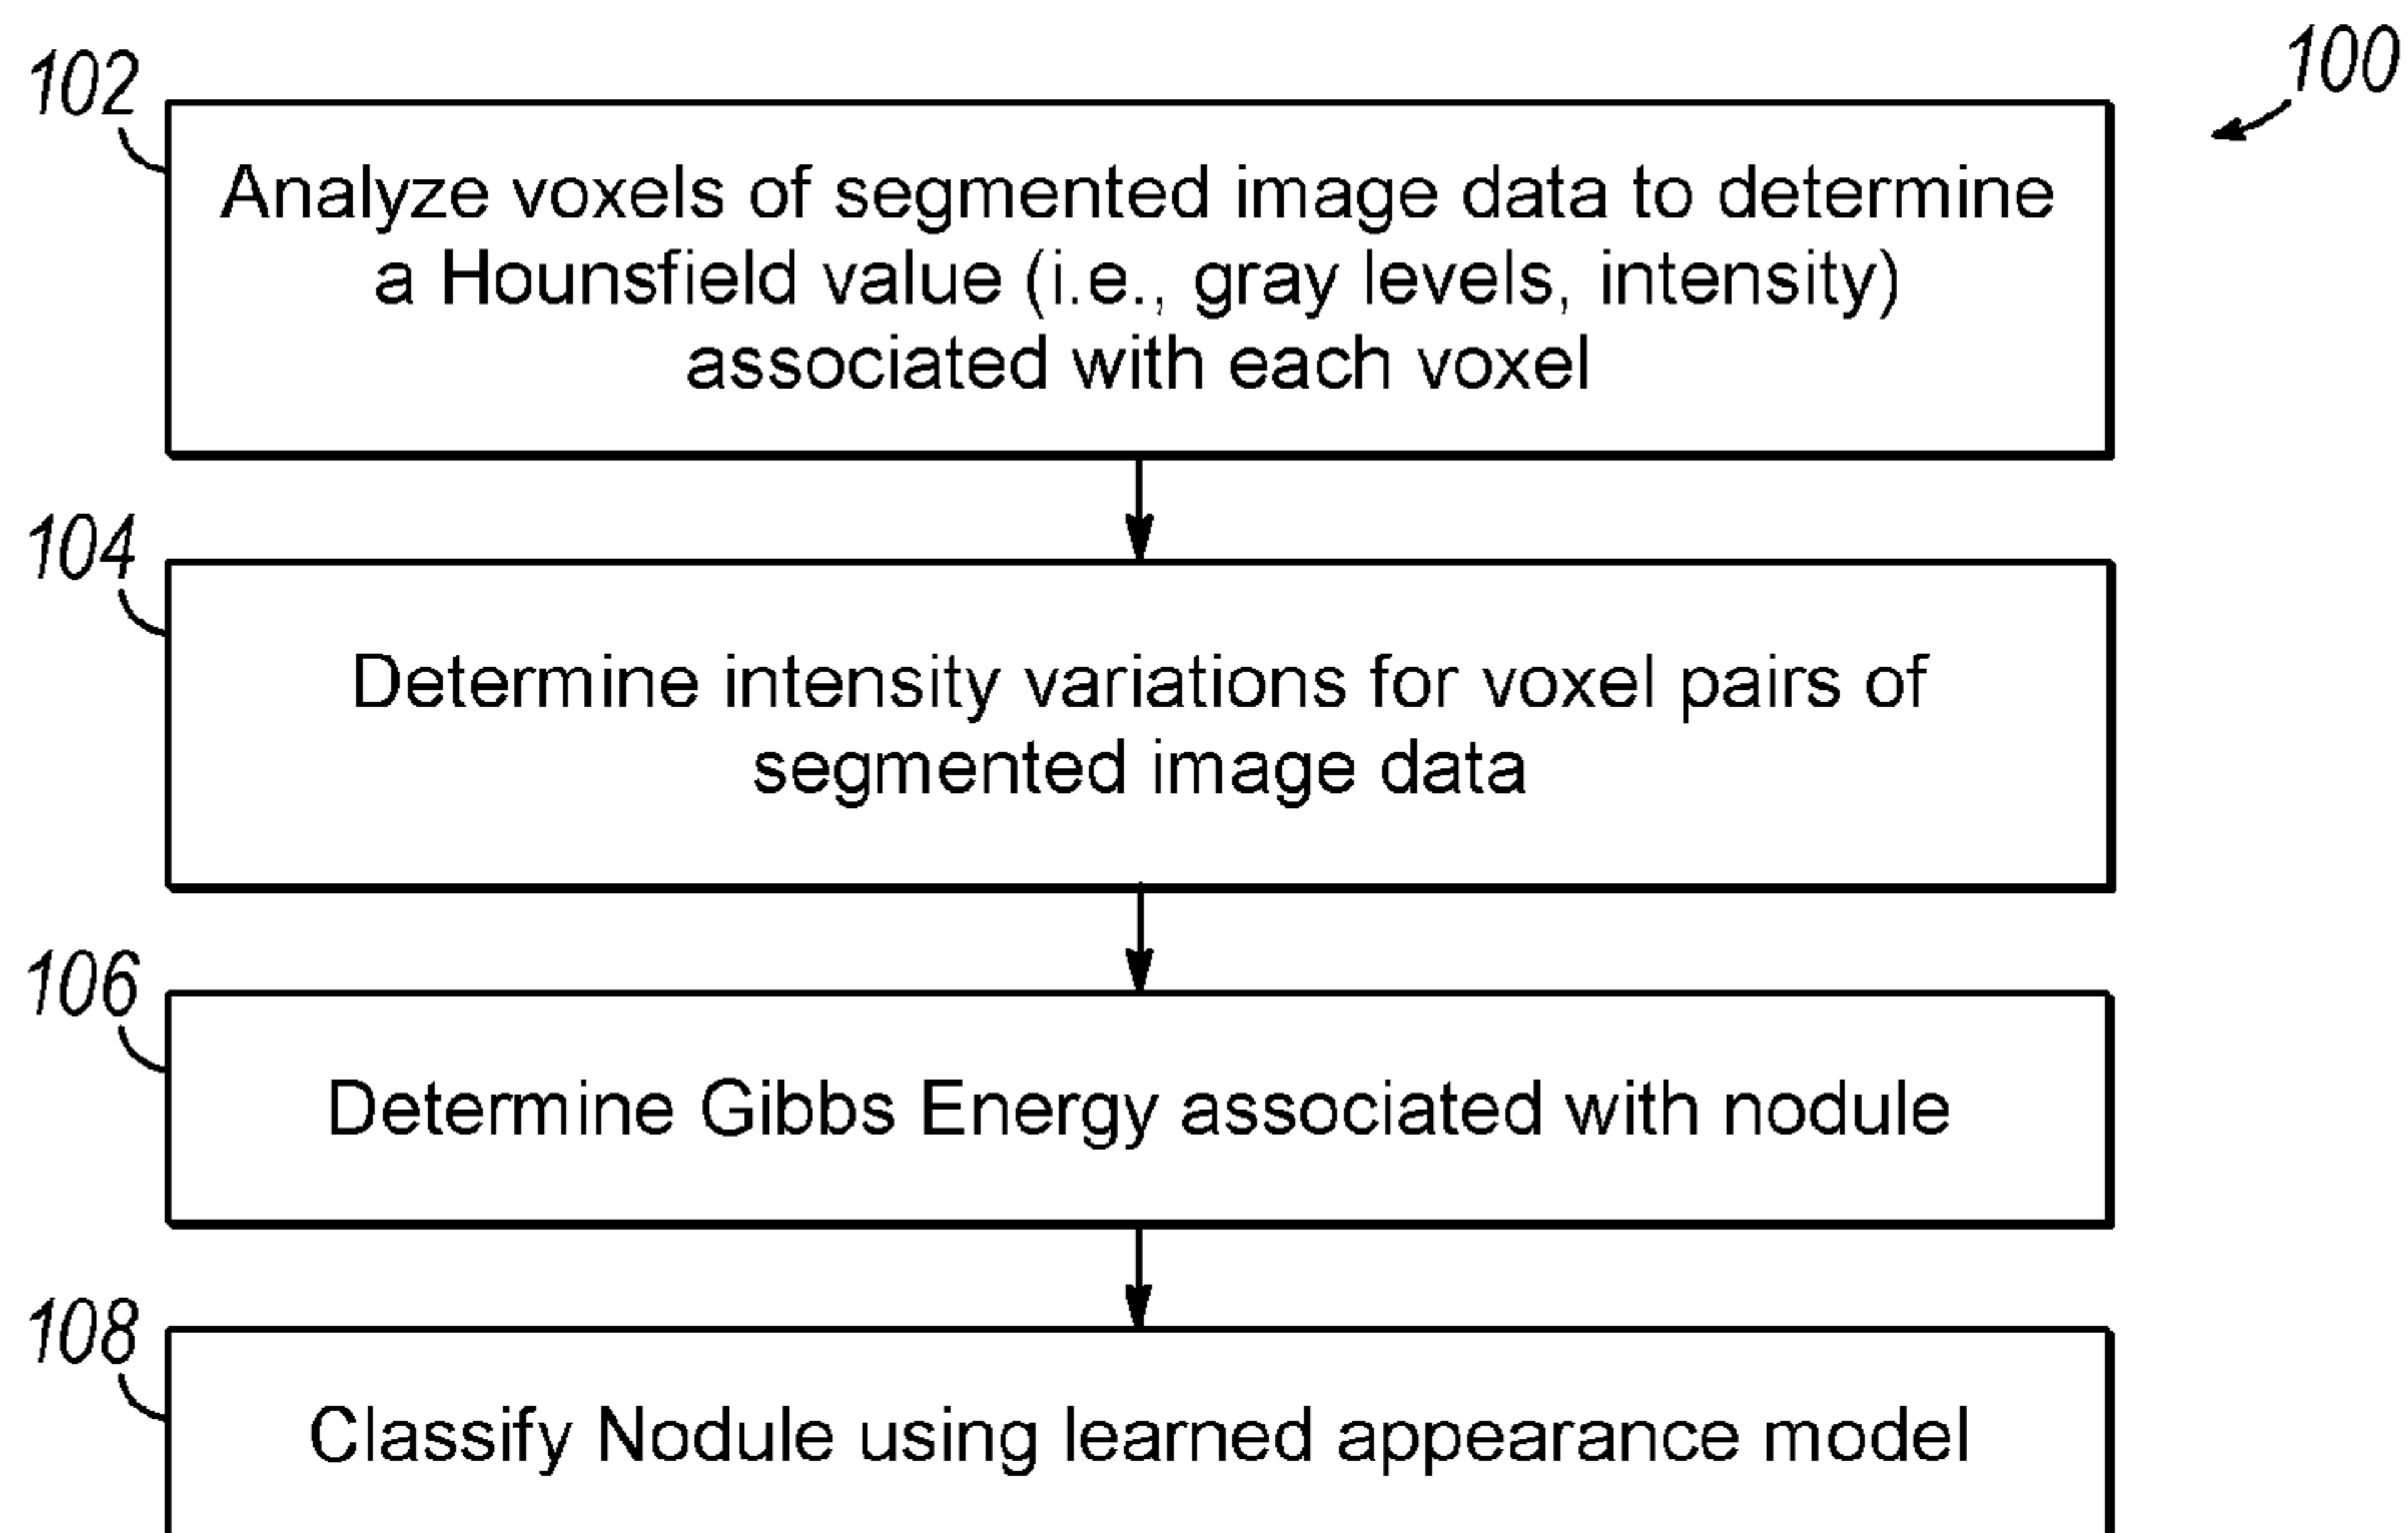 100
102
Analyze voxels of segmented image data to determine
a Hounsfield value (i.e., gray levels, intensity)
associated with each voxel
104
Determine intensity variations for voxel pairs of
segmented image data
106
Determine Gibbs Energy associated with nodule
108
Classify Nodule using learned appearance model